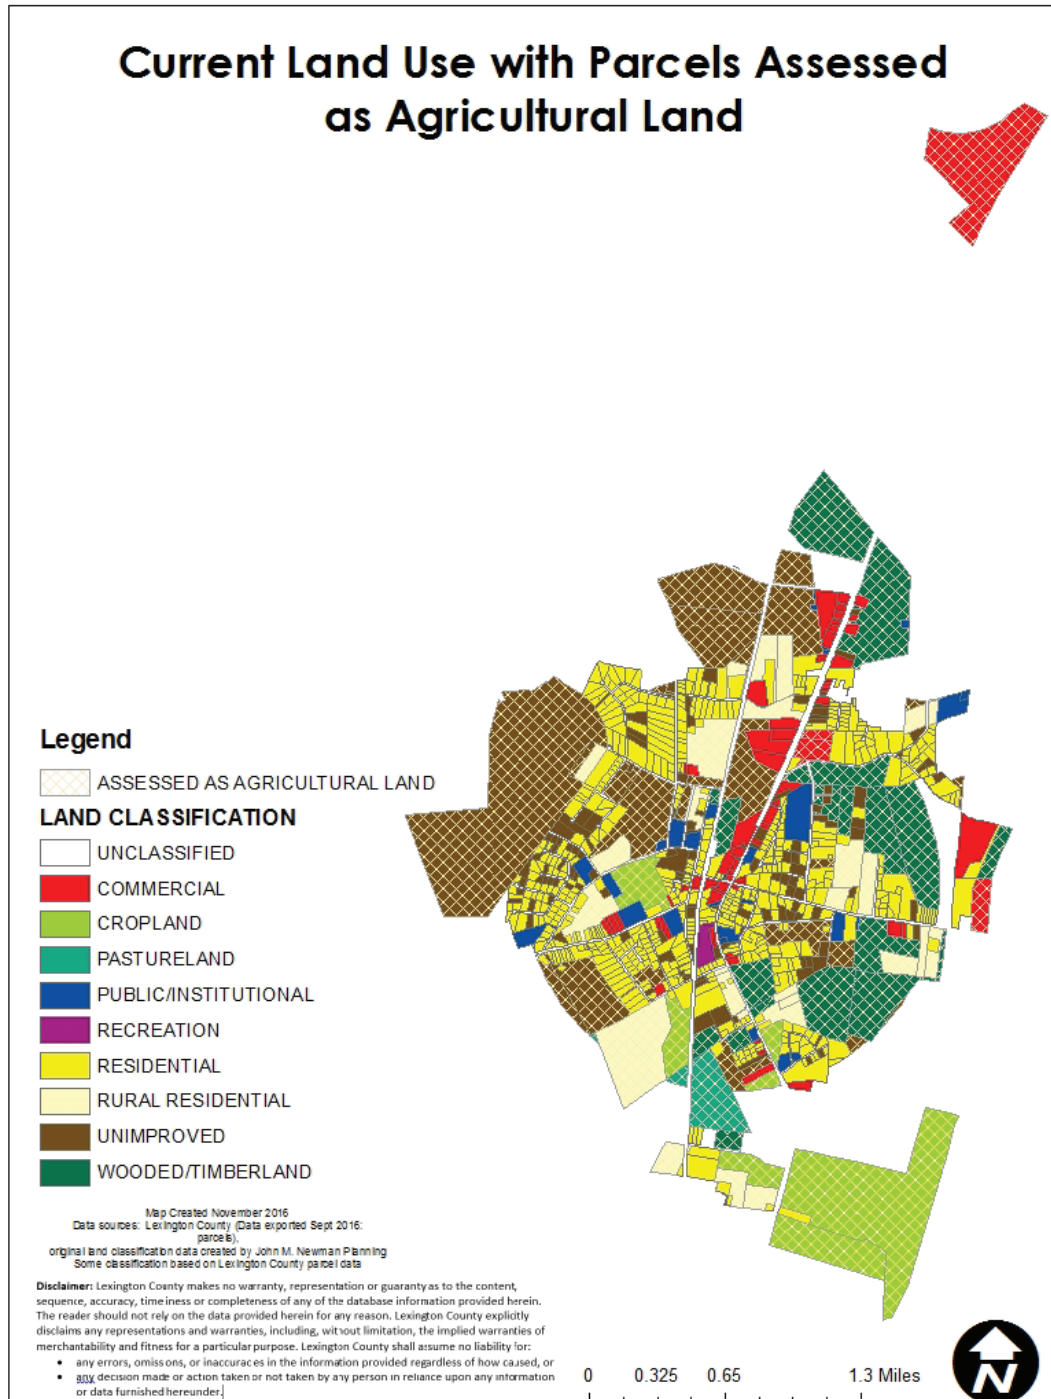 Current Land Use with Parcels Assessed
as Agricultural Land
Legend
ASSESSED AS AGRICULTURAL LAND
LAND CLASSIFICATION
UNCLASSIFIED
COMMERCIAL
CROPLAND
PASTURELAND
PUBLIC/INSTITUTIONAL
RECREATION
RESIDENTIAL
RURAL RESIDENTIAL
UNIMPROVED
WOODED/TIMBERLAND
Map Created November 2016
Data sources: Lexington County (Data exported Sept 2016:
parcels),
original land classification data created by John M. Newman Planning
Some classification based on Lexington County parcel data
Disclaimer: Lexington County makes no warranty, representation or guaranty as to the content,
sequence, accuracy, timeiness or completeness of any of the database information provided herein.
The reader should not rely on the data provided herein for any reason. Lexington County explicitly
disclaims any representations and warranties, including, without limitation, the implied warranties of
merchantability and fitness for a particular purpose. Lexington County shall assume no liability for:
• any errors, omissions, or inaccuracies in the information provided regardless of how caused, or
• any decision made or action taken or not taken by any person in reliance upon any information
or data furnished hereunder.
0 0.325 0.65 1.3 Miles
N